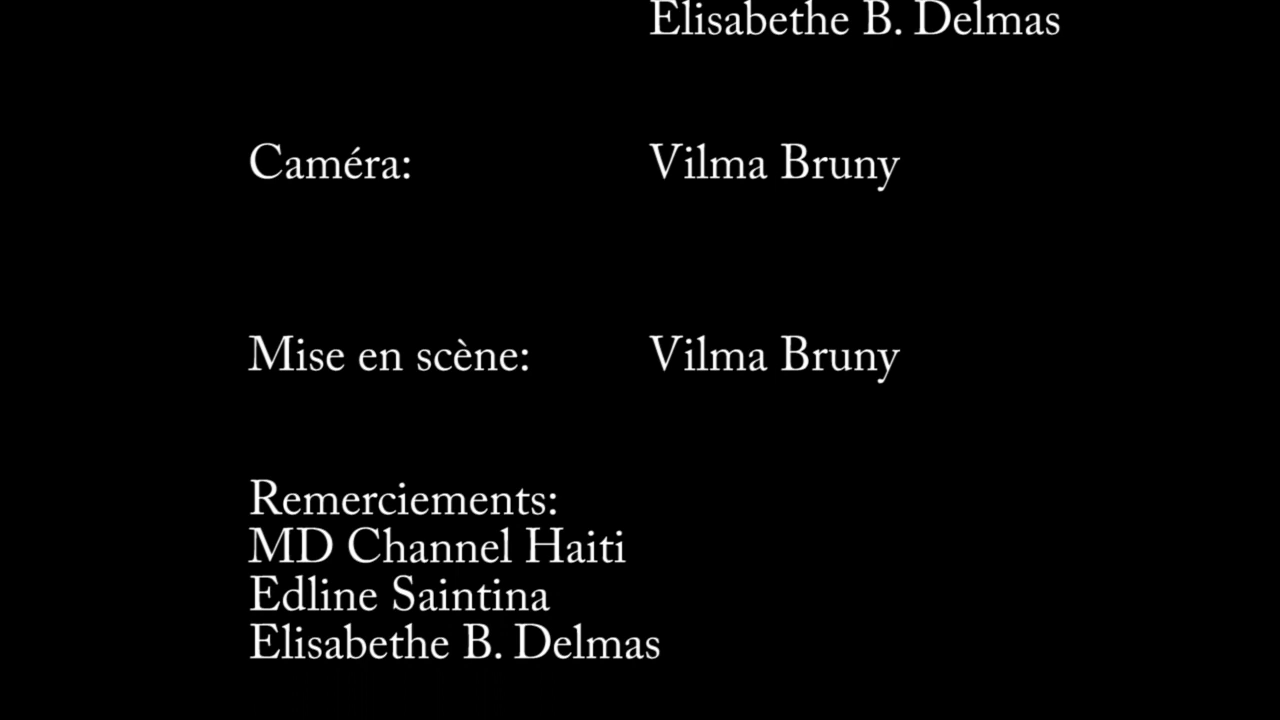 Elisabethe B. Delmas
Caméra: Vilma Bruny
Mise en scène: Vilma Bruny
Remerciements:
MD Channel Haiti
Edline Saintina
Elisabethe B. Delmas